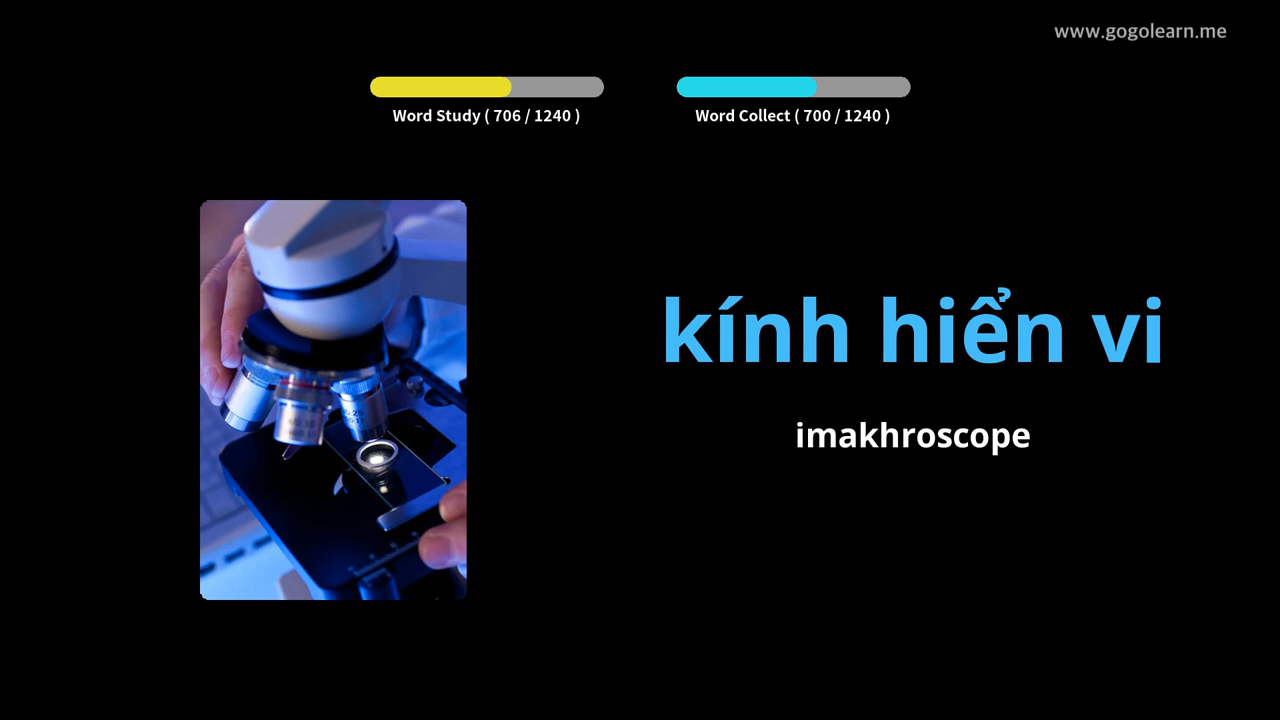 www.gogolearn.me
Word Study ( 706 / 1240 )
Word Collect ( 700 / 1240 )
kính hiển vi
imakhroscope